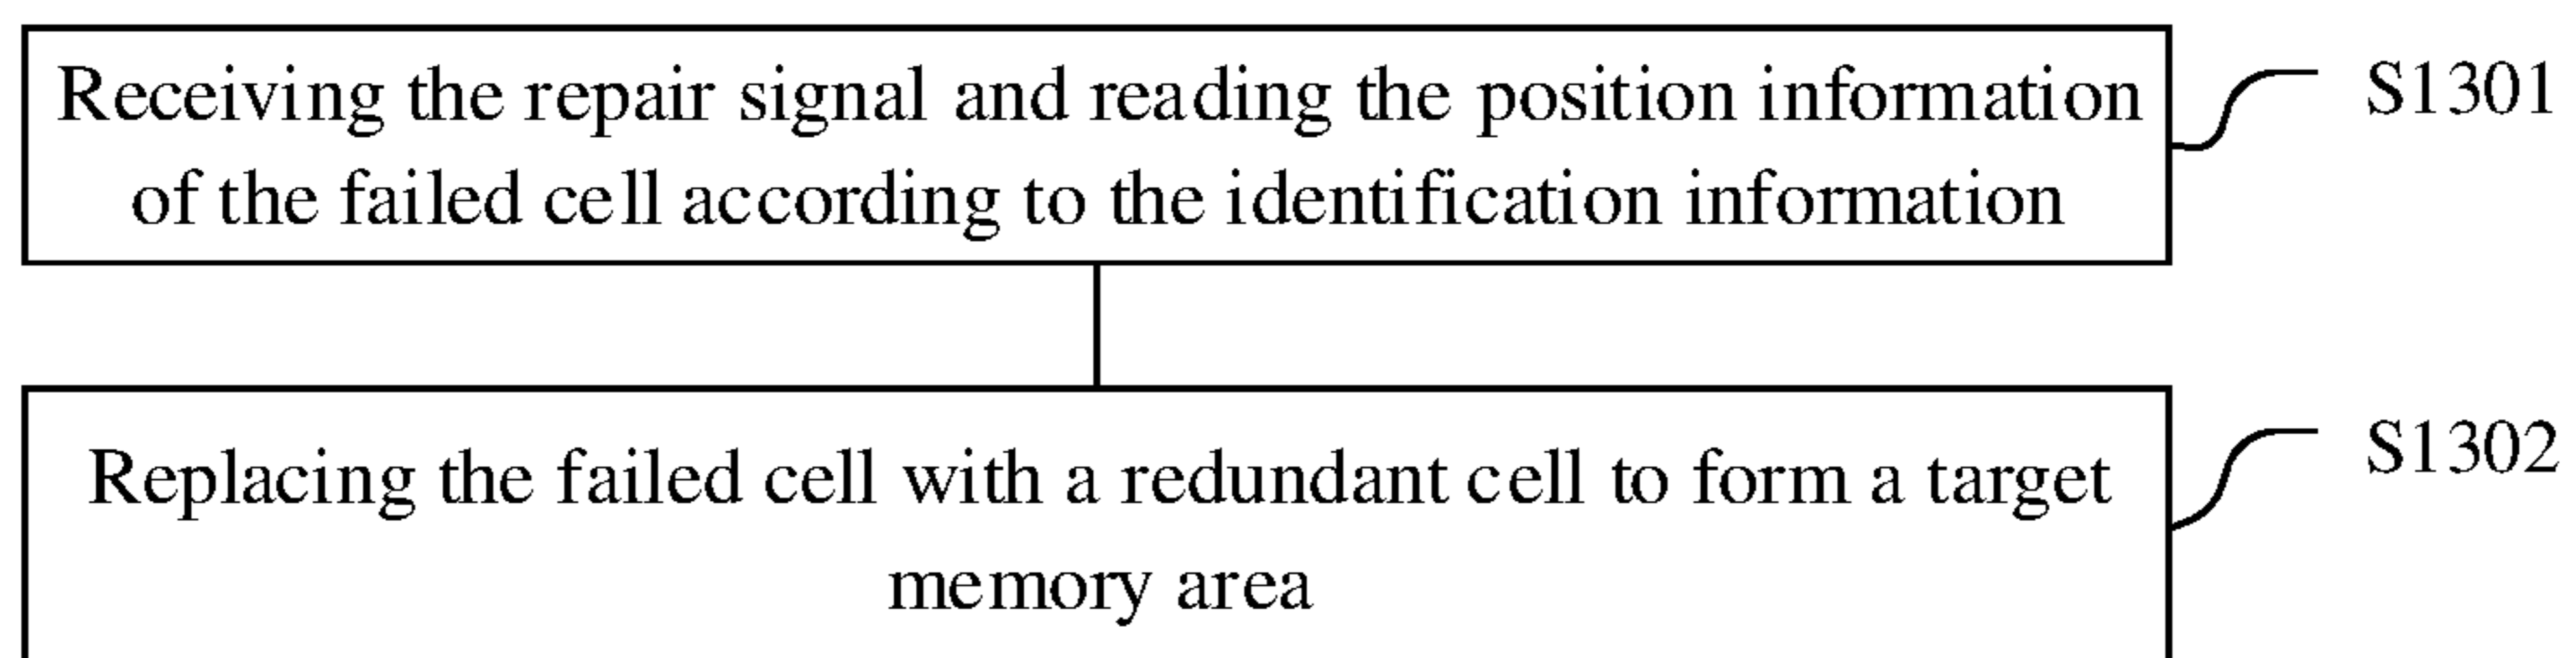 Receiving the repair signal and reading the position information
of the failed cell according to the identification information
S1301
Replacing the failed cell with a redundant cell to form a target
memory area
S1302